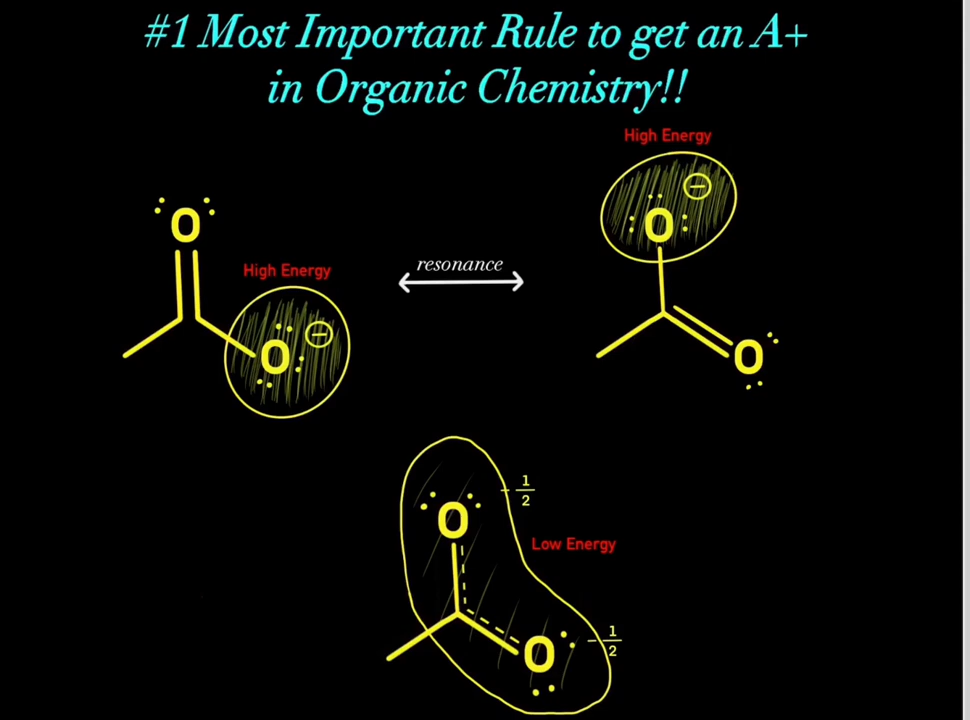 #1 Most Important Rule to get an A+
in Organic Chemistry!!
High Energy
O
High Energy
resonance
O −
O
O −
O
- 1/2
O
Low Energy
- 1/2
O